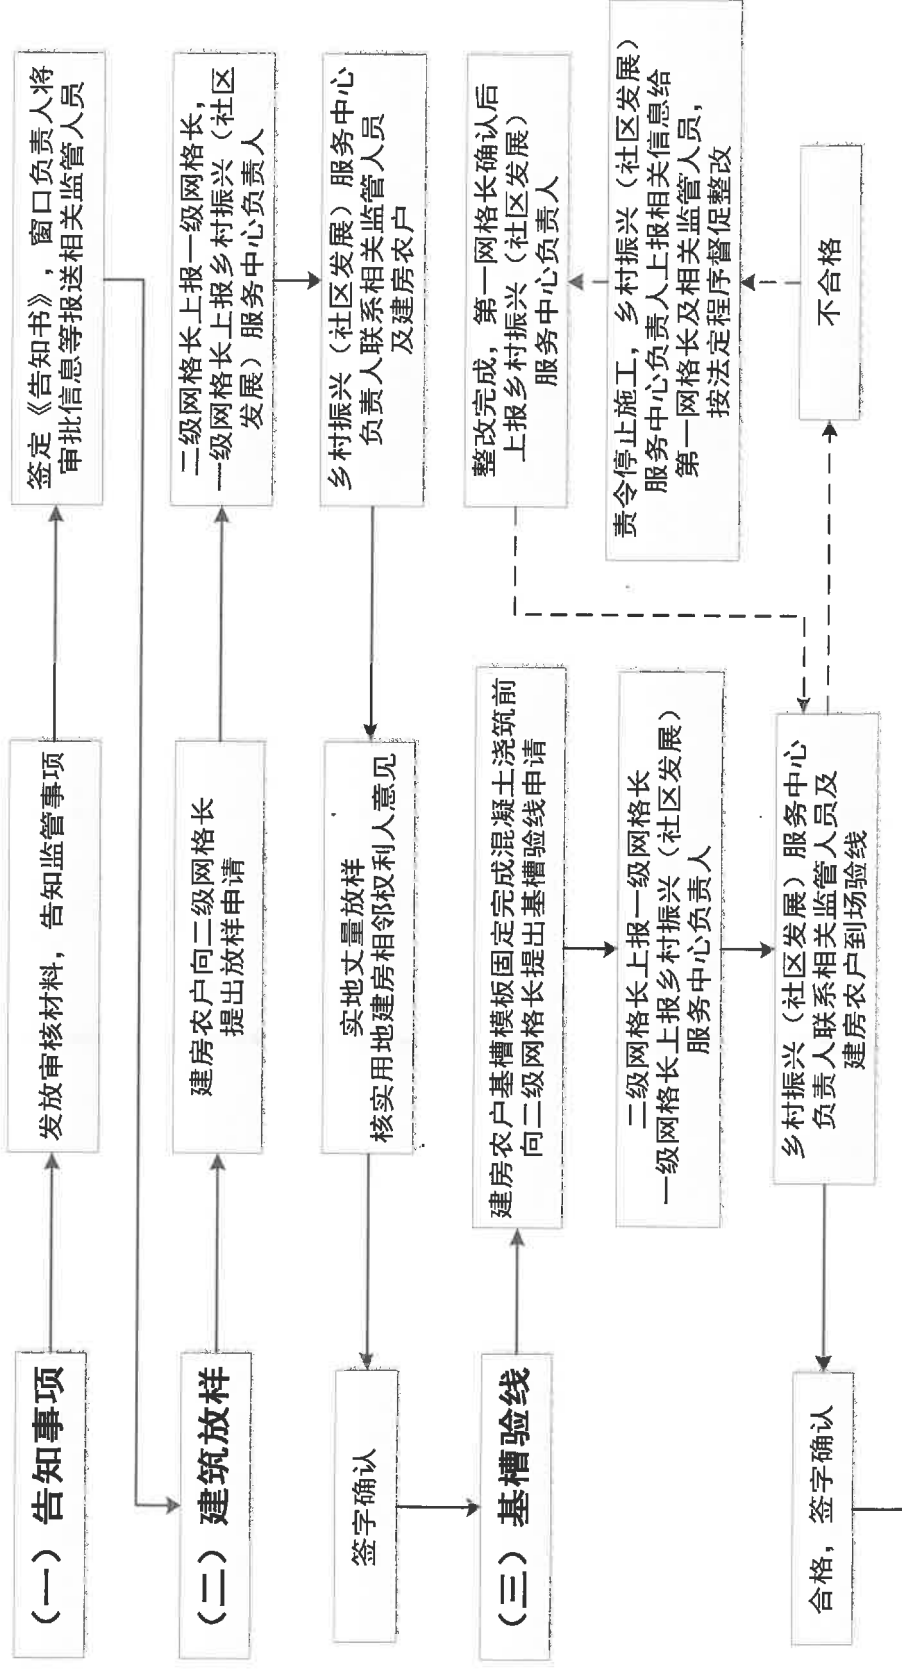 （一）告知事项
发放审核材料，告知监管事项
签定《告知书》，窗口负责人将
审批信息等报送相关监管人员
（二）建筑放样
建房农户向二级网格长
提出放样申请
二级网格长上报一级网格长，
一级网格长上报乡村振兴（社区
发展）服务中心负责人
乡村振兴（社区发展）服务中心
负责人联系相关监管人员
及建房农户
实地丈量放样
核实用地建房相邻权利人意见
签字确认
（三）基槽验线
建房农户基槽模板固定完成混凝土浇筑前
向二级网格长提出基槽验线申请
二级网格长上报一级网格长
一级网格长上报乡村振兴（社区发展）
服务中心负责人
乡村振兴（社区发展）服务中心
负责人联系相关监管人员及
建房农户到场验线
不合格
责令停止施工，乡村振兴（社区发展）
服务中心负责人上报相关信息给
第一网格长及相关监管人员，
按法定程序督促整改
整改完成，第一网格长确认后
上报乡村振兴（社区发展）
服务中心负责人
合格，签字确认